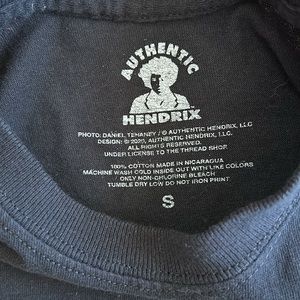 AUTHENTIC
HENDRIX
PHOTO: DANIEL TEHANEY / © AUTHENTIC HENDRIX, LLC
DESIGN: © 2020, AUTHENTIC HENDRIX, LLC.
ALL RIGHTS RESERVED.
UNDER LICENSE TO THE THREAD SHOP.
100% COTTON MADE IN NICARAGUA
MACHINE WASH COLD INSIDE OUT WITH LIKE COLORS
ONLY NON-CHLORINE BLEACH
TUMBLE DRY LOW DO NOT IRON PRINT.
S